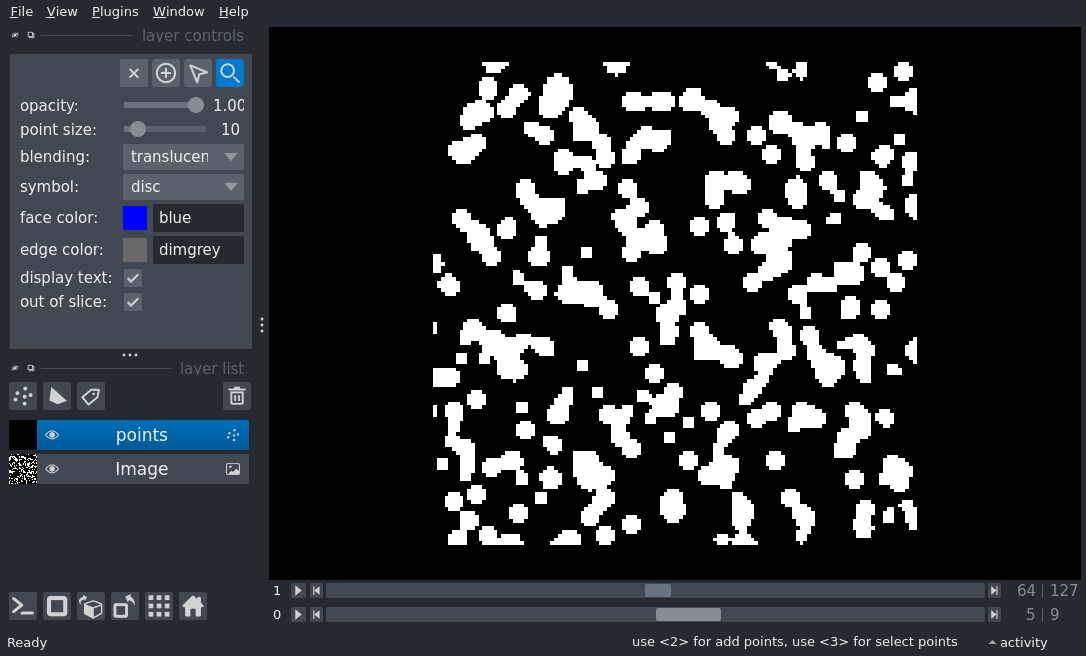 File View Plugins Window Help
layer controls
opacity: 1.00
point size: 10
blending: translucen
symbol: disc
face color: blue
edge color: dimgrey
display text:
out of slice:
layer list
points
Image
1 64 | 127
0 5 | 9
Ready use <2> for add points, use <3> for select points activity